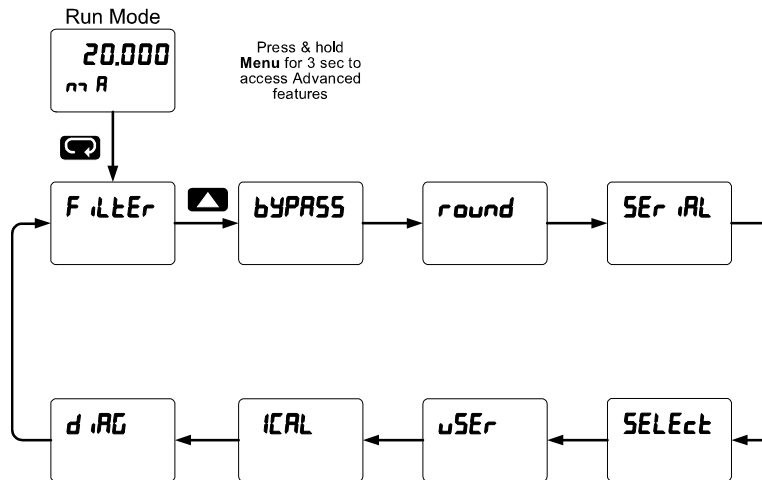 Run Mode
20.000
mA
Press & hold
Menu for 3 sec to
access Advanced
features
FiLtEr
bYPASS
round
SEriAL
diAG
ICAL
uSEr
SELEct